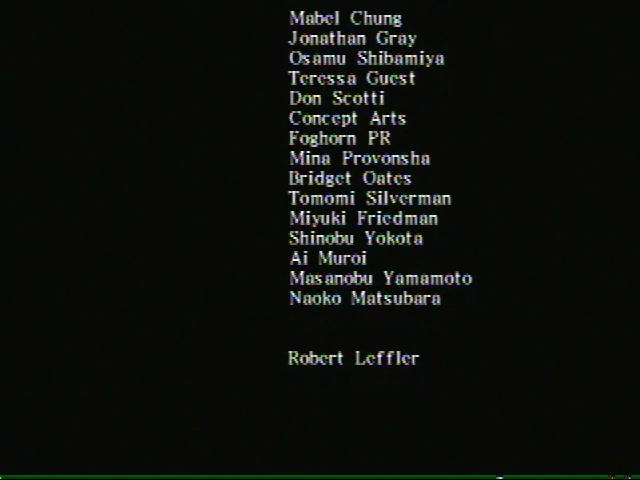 Mabel Chung
Jonathan Gray
Osamu Shibamiya
Teressa Guest
Don Scotti
Concept Arts
Foghorn PR
Mina Provonsha
Bridget Oates
Tomomi Silverman
Miyuki Friedman
Shinobu Yokota
Ai Muroi
Masanobu Yamamoto
Naoko Matsubara
Robert Leffler